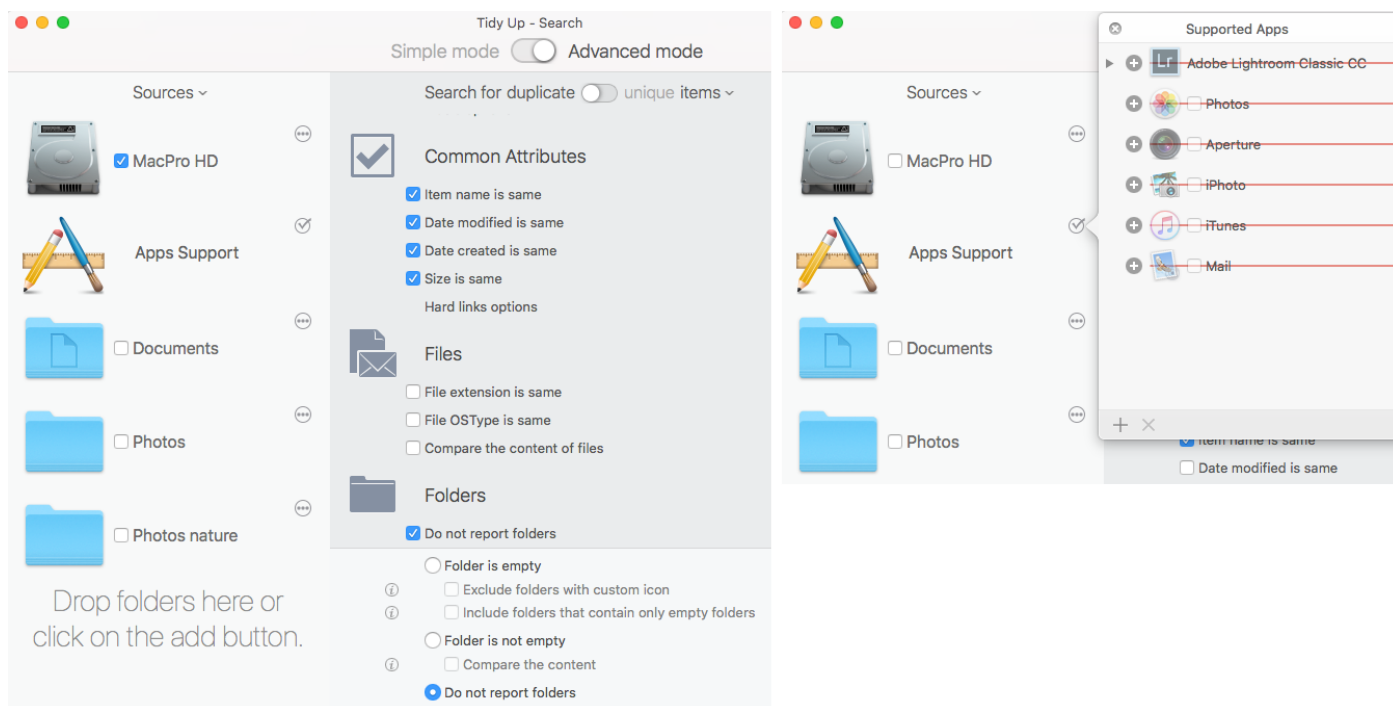 Tidy Up - Search
Simple mode Advanced mode
Sources
MacPro HD
Apps Support
Documents
Photos
Photos nature
Drop folders here or
click on the add button.
Search for duplicate unique items
Common Attributes
Item name is same
Date modified is same
Date created is same
Size is same
Hard links options
Files
File extension is same
File OSType is same
Compare the content of files
Folders
Do not report folders
Folder is empty
Exclude folders with custom icon
Include folders that contain only empty folders
Folder is not empty
Compare the content
Do not report folders
Sources
MacPro HD
Apps Support
Documents
Photos
Supported Apps
Lr Adobe Lightroom Classic CC
Photos
Aperture
iPhoto
iTunes
Mail
Item name is same
Date modified is same